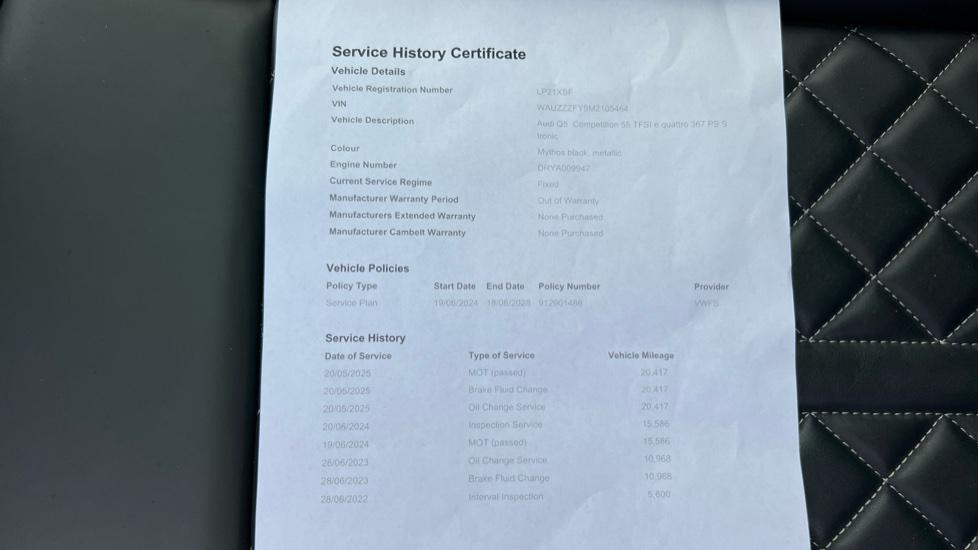 Service History Certificate
Vehicle Details
Vehicle Registration Number LP21XSF
VIN WAUZZZFY9M2105464
Vehicle Description Audi Q5 Competition 55 TFSI e quattro 367 PS S
tronic
Colour Mythos black, metallic
Engine Number DRYA009947
Current Service Regime Fixed
Manufacturer Warranty Period Out of Warranty
Manufacturers Extended Warranty None Purchased
Manufacturer Cambelt Warranty None Purchased
Vehicle Policies
Policy Type Start Date End Date Policy Number Provider
Service Plan 19/06/2024 18/06/2028 912901486 VWFS
Service History
Date of Service Type of Service Vehicle Mileage
20/05/2025 MOT (passed) 20,417
20/05/2025 Brake Fluid Change 20,417
20/05/2025 Oil Change Service 20,417
20/06/2024 Inspection Service 15,586
19/06/2024 MOT (passed) 15,586
28/06/2023 Oil Change Service 10,968
28/06/2023 Brake Fluid Change 10,968
28/06/2022 Interval Inspection 5,600